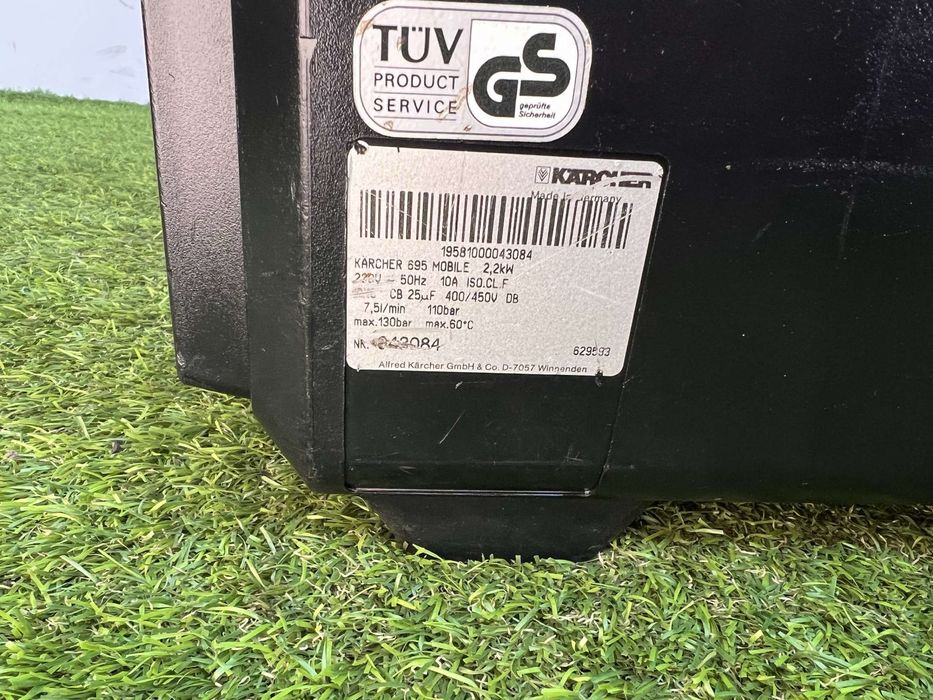 TÜV
PRODUCT
SERVICE
GS
geprüfte
Sicherheit
KÄRCHER
Made in Germany
19581000043084
KÄRCHER 695 MOBILE 2,2kW
50Hz 10A ISO.CL.F
CB 25µF 400/450V DB
7,5l/min 110bar
max.130bar max.60°C
NR.
Alfred Kärcher GmbH & Co. D-7057 Winnenden